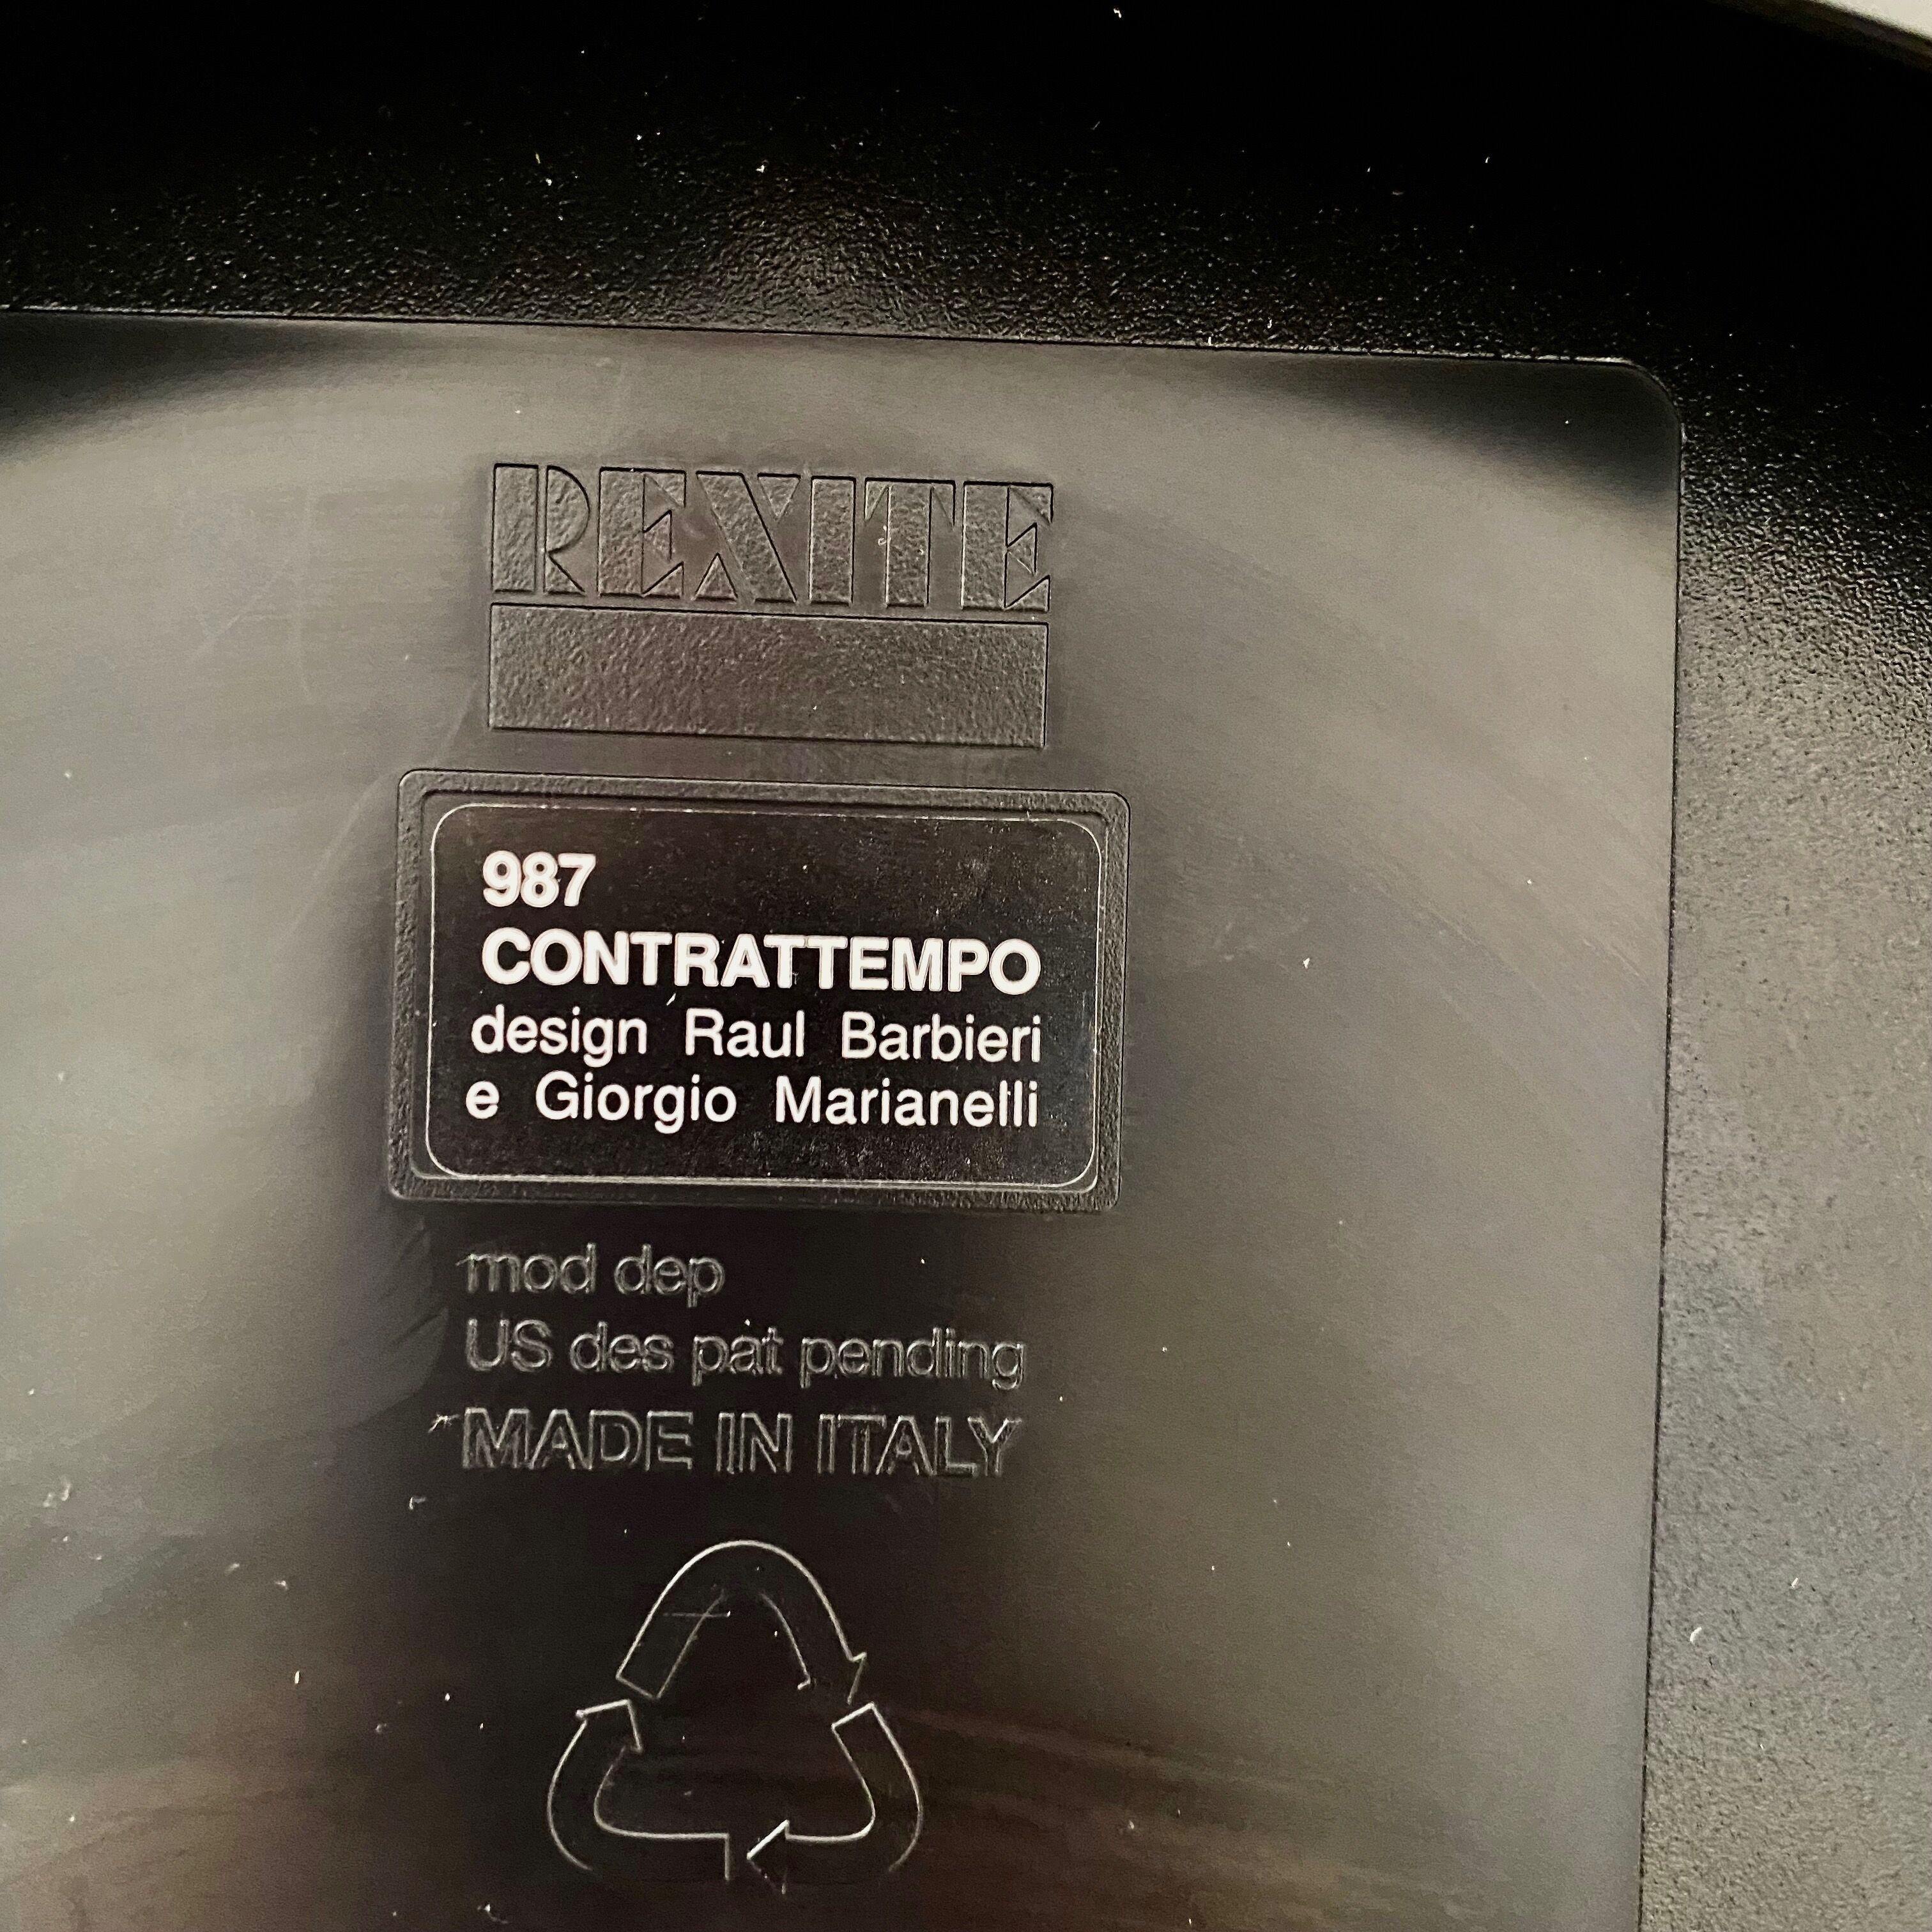 REXITE
987
CONTRATTEMPO
design Raul Barbieri
e Giorgio Marianelli
mod dep
US des pat pending
MADE IN ITALY